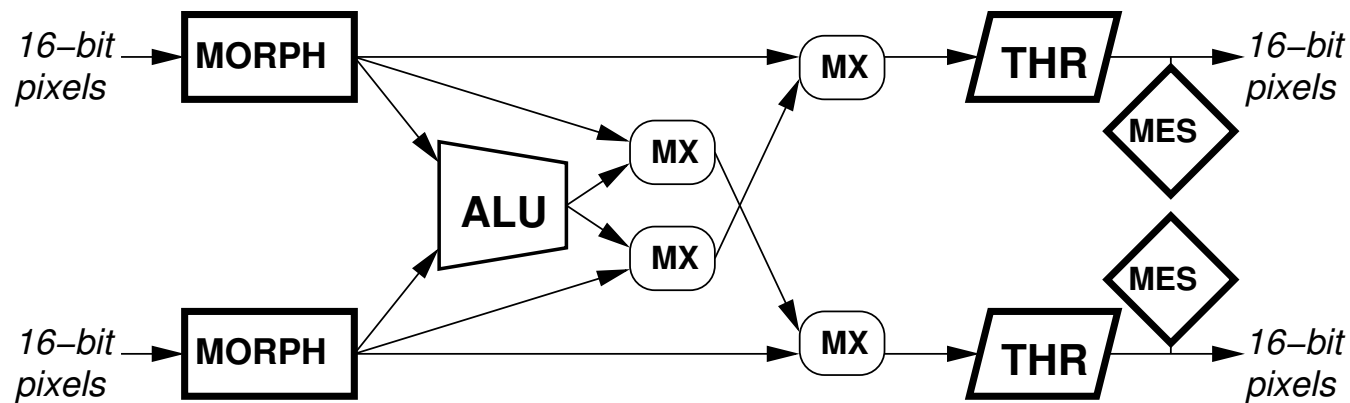 16–bit
pixels
MORPH
MX
THR
16–bit
pixels
MES
MX
ALU
MX
MES
16–bit
pixels
MORPH
MX
THR
16–bit
pixels